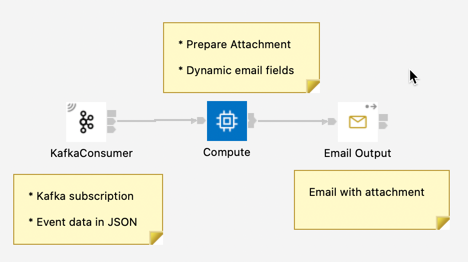 * Prepare Attachment
* Dynamic email fields
KafkaConsumer
Compute
Email Output
* Kafka subscription
* Event data in JSON
Email with attachment